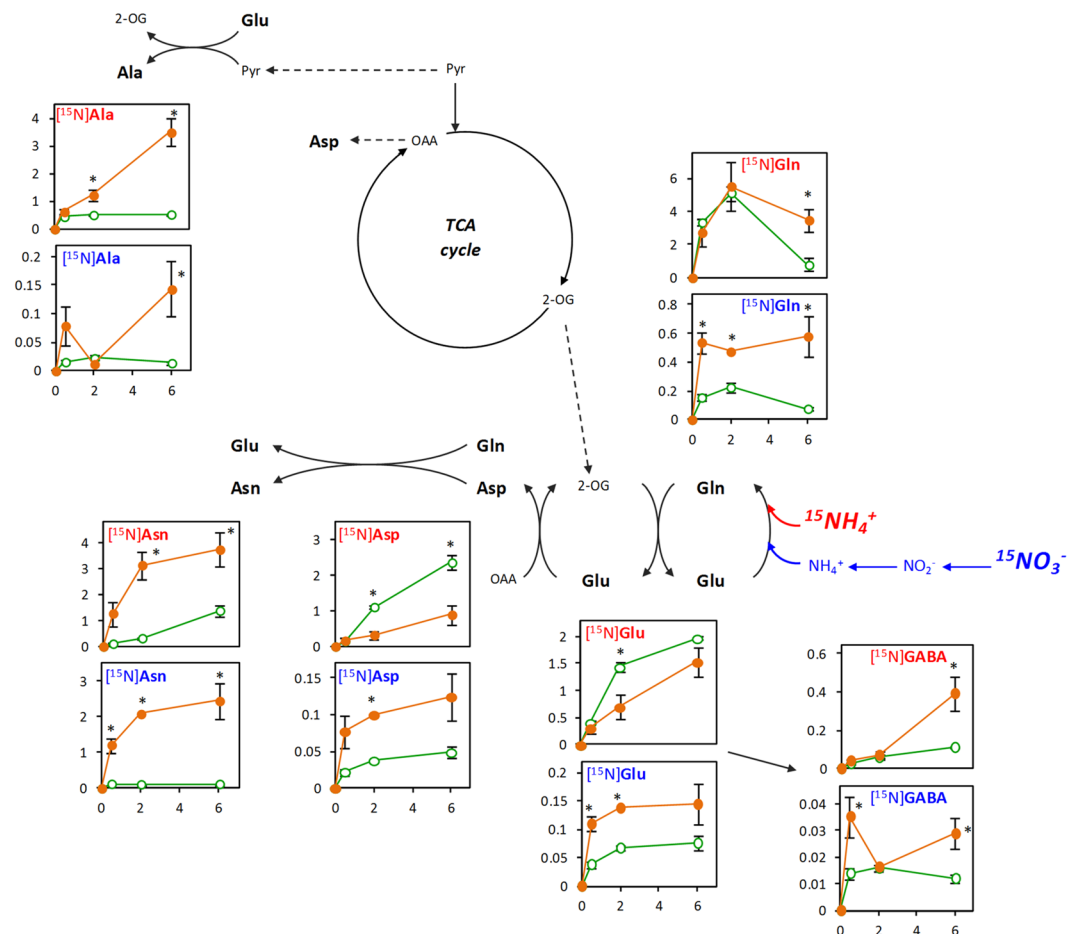 2-OG Glu
Ala Pyr Pyr
[¹⁵N]Ala
4
3
2
1
0
*
*
[¹⁵N]Ala
0.2
0.15
0.1
0.05
0
*
0 2 4 6
Asp OAA
TCA
cycle
2-OG
[¹⁵N]Gln
6
4
2
0
*
[¹⁵N]Gln
0.8
0.6
0.4
0.2
0
* * *
0 2 4 6
Glu Gln
Asn Asp 2-OG Gln
OAA Glu Glu
¹⁵NH₄⁺
NH₄⁺ NO₂⁻ ¹⁵NO₃⁻
[¹⁵N]Asn
4
3
2
1
0
* *
[¹⁵N]Asn
3
2
1
0
* * *
0 2 4 6
[¹⁵N]Asp
3
2
1
0
* *
[¹⁵N]Asp
0.1
0.05
0
*
0 2 4 6
[¹⁵N]Glu
2
1.5
1
0.5
0
*
[¹⁵N]Glu
0.2
0.15
0.1
0.05
0
* *
0 2 4 6
[¹⁵N]GABA
0.6
0.4
0.2
0
*
[¹⁵N]GABA
0.04
0.03
0.02
0.01
0
* *
0 2 4 6